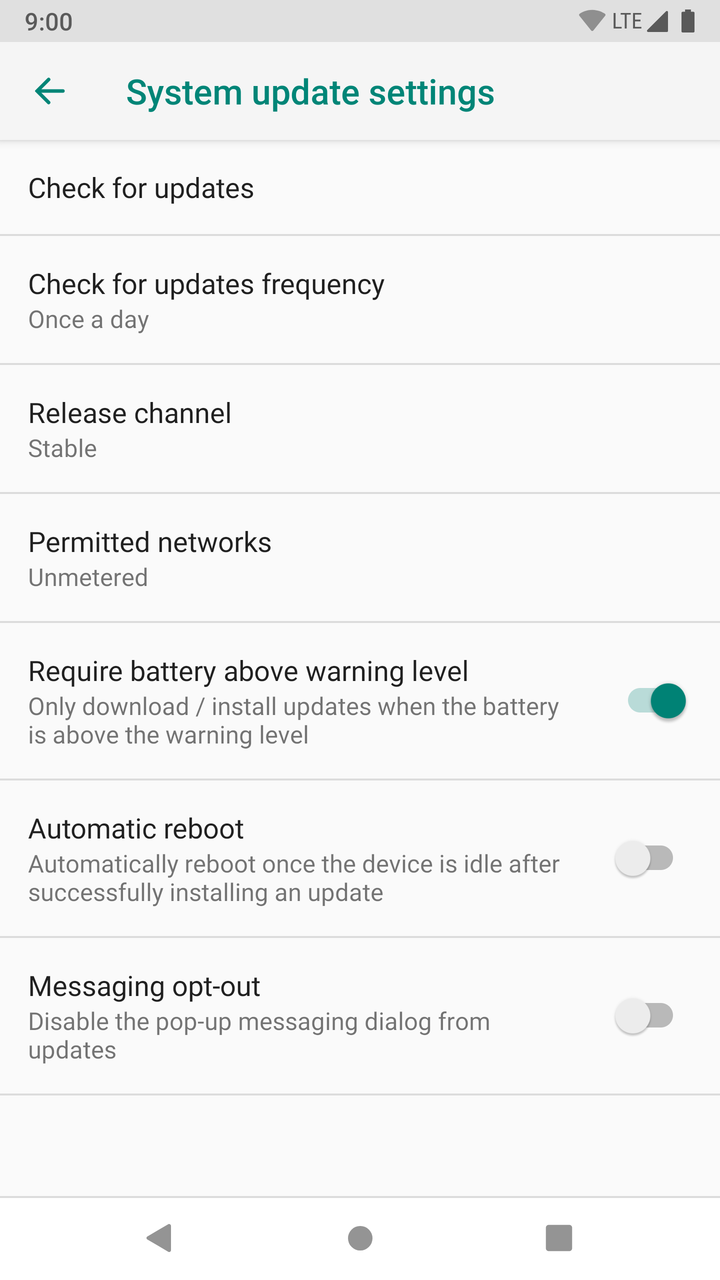 9:00
LTE
System update settings
Check for updates
Check for updates frequency
Once a day
Release channel
Stable
Permitted networks
Unmetered
Require battery above warning level
Only download / install updates when the battery
is above the warning level
Automatic reboot
Automatically reboot once the device is idle after
successfully installing an update
Messaging opt-out
Disable the pop-up messaging dialog from
updates